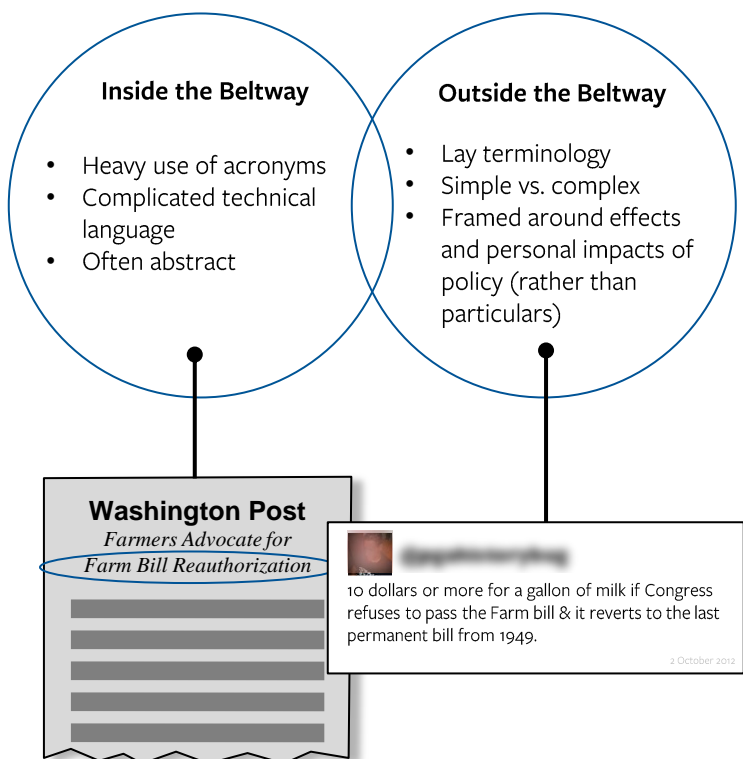 Inside the Beltway
• Heavy use of acronyms
• Complicated technical
language
• Often abstract
Outside the Beltway
• Lay terminology
• Simple vs. complex
• Framed around effects
and personal impacts of
policy (rather than
particulars)
Washington Post
Farmers Advocate for
Farm Bill Reauthorization
10 dollars or more for a gallon of milk if Congress
refuses to pass the Farm bill & it reverts to the last
permanent bill from 1949.
2 October 2012